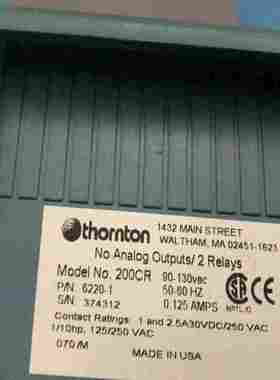 thornton
1432 MAIN STREET
WALTHAM, MA 02451-1621
No Analog Outputs/ 2 Relays
Model No. 200CR 90-130vac
P/N 6220-1 50-60 HZ
S/N 374312 0.125 AMPS
Contact Ratings: 1 and 2.5A30VDC/250 VAC
1/10hp, 125/250 VAC
070/M MADE IN USA